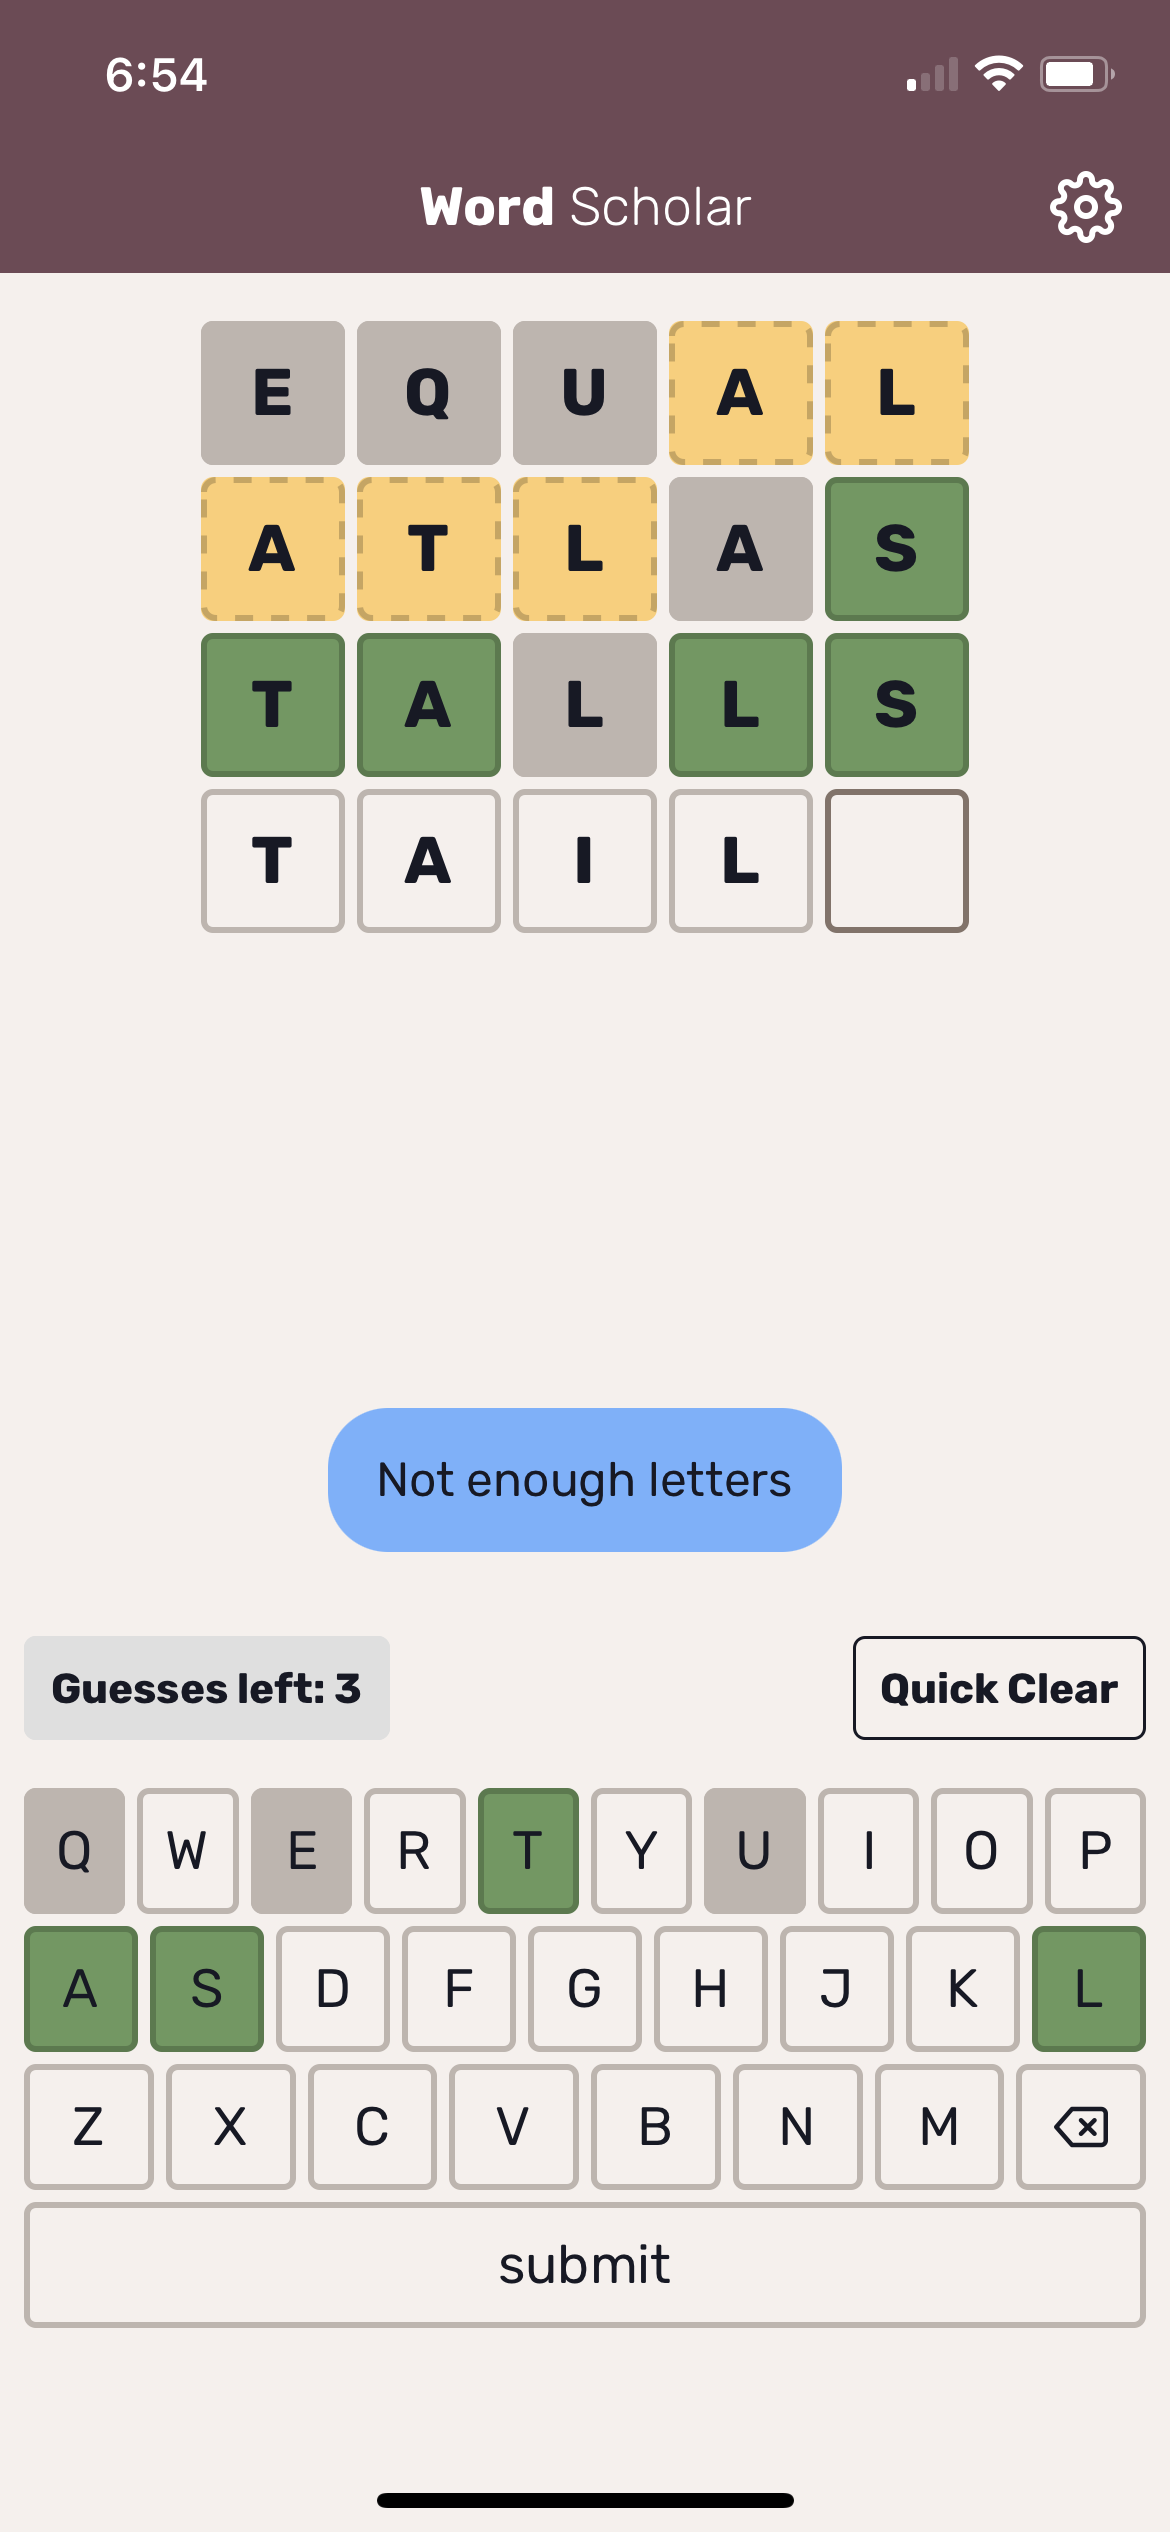 6:54
Word Scholar
E Q U A L
A T L A S
T A L L S
T A I L
Not enough letters
Guesses left: 3
Quick Clear
Q W E R T Y U I O P
A S D F G H J K L
Z X C V B N M
submit